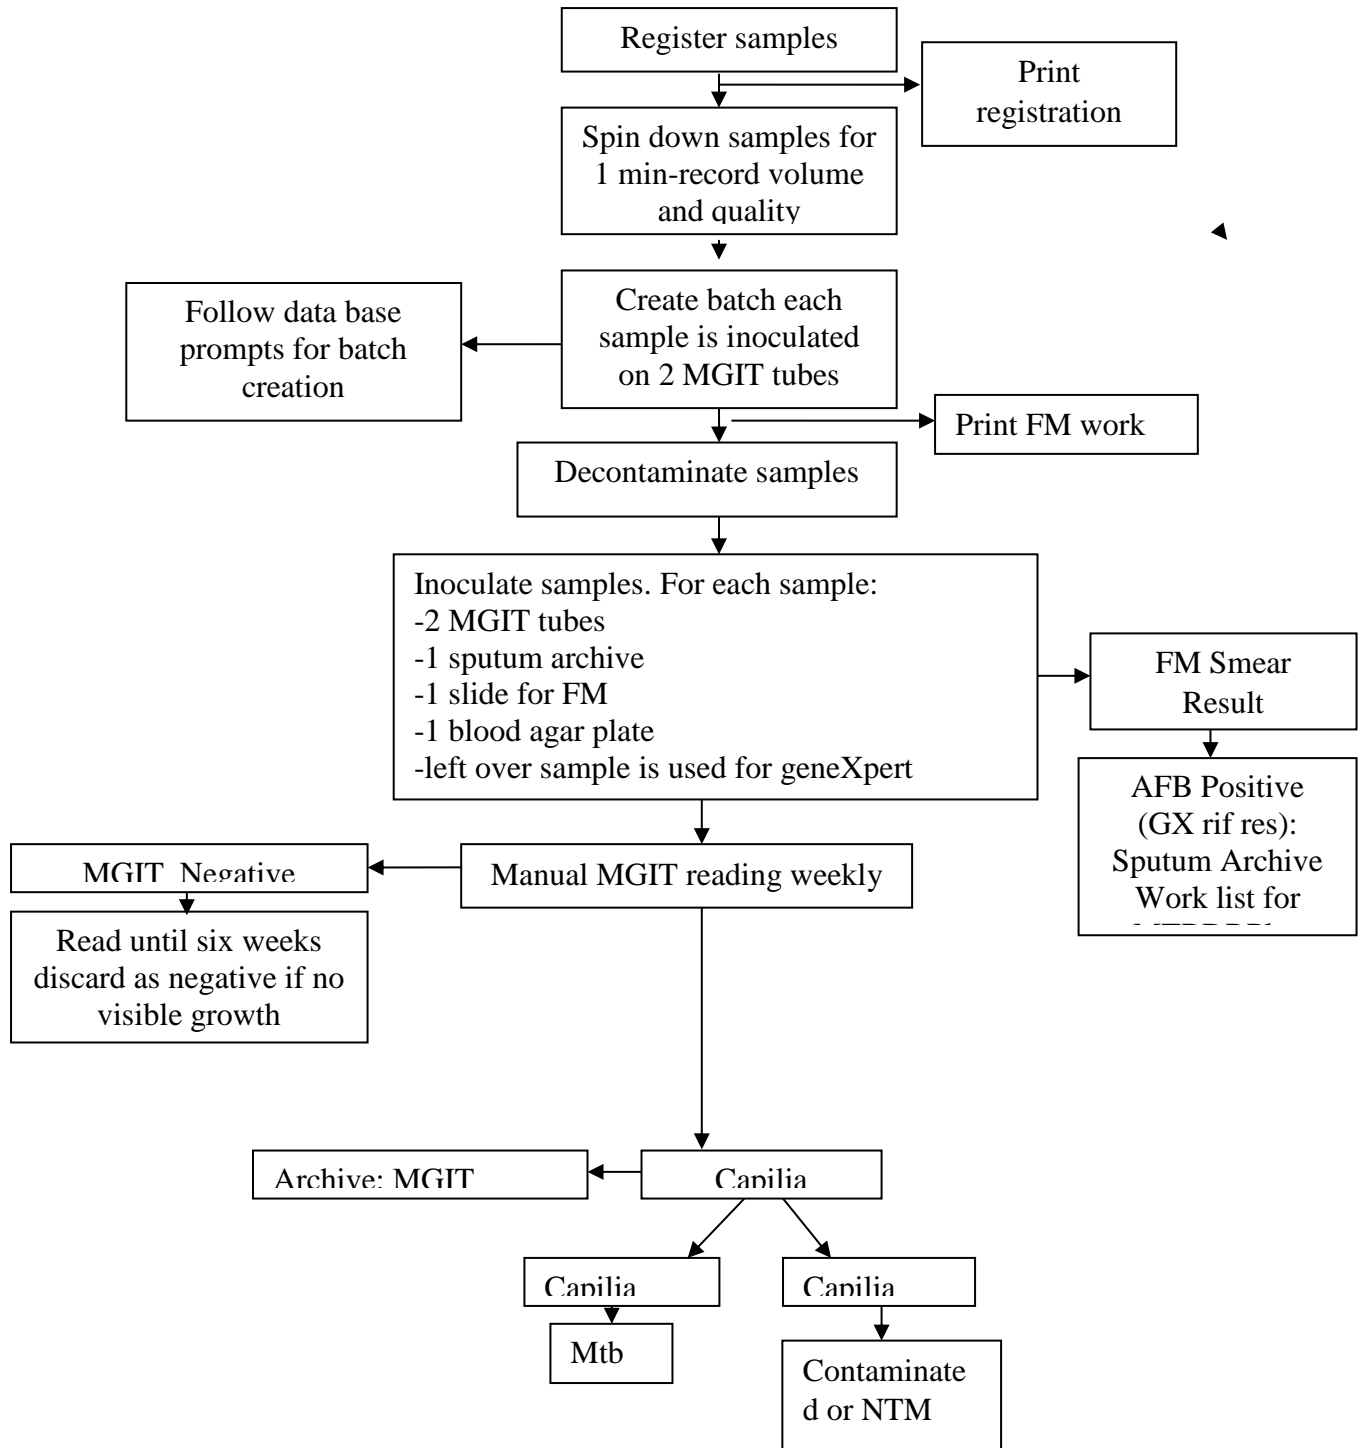 Register samples
Print
registration
Spin down samples for
1 min-record volume
and quality
Create batch each
sample is inoculated
on 2 MGIT tubes
Follow data base
prompts for batch
creation
Print FM work
Decontaminate samples
Inoculate samples. For each sample:
-2 MGIT tubes
-1 sputum archive
-1 slide for FM
-1 blood agar plate
-left over sample is used for geneXpert
FM Smear
Result
AFB Positive
(GX rif res):
Sputum Archive
Work list for
Manual MGIT reading weekly
MGIT Negative
Read until six weeks
discard as negative if no
visible growth
Archive: MGIT
Capilia
Capilia
Capilia
Mtb
Contaminate
d or NTM